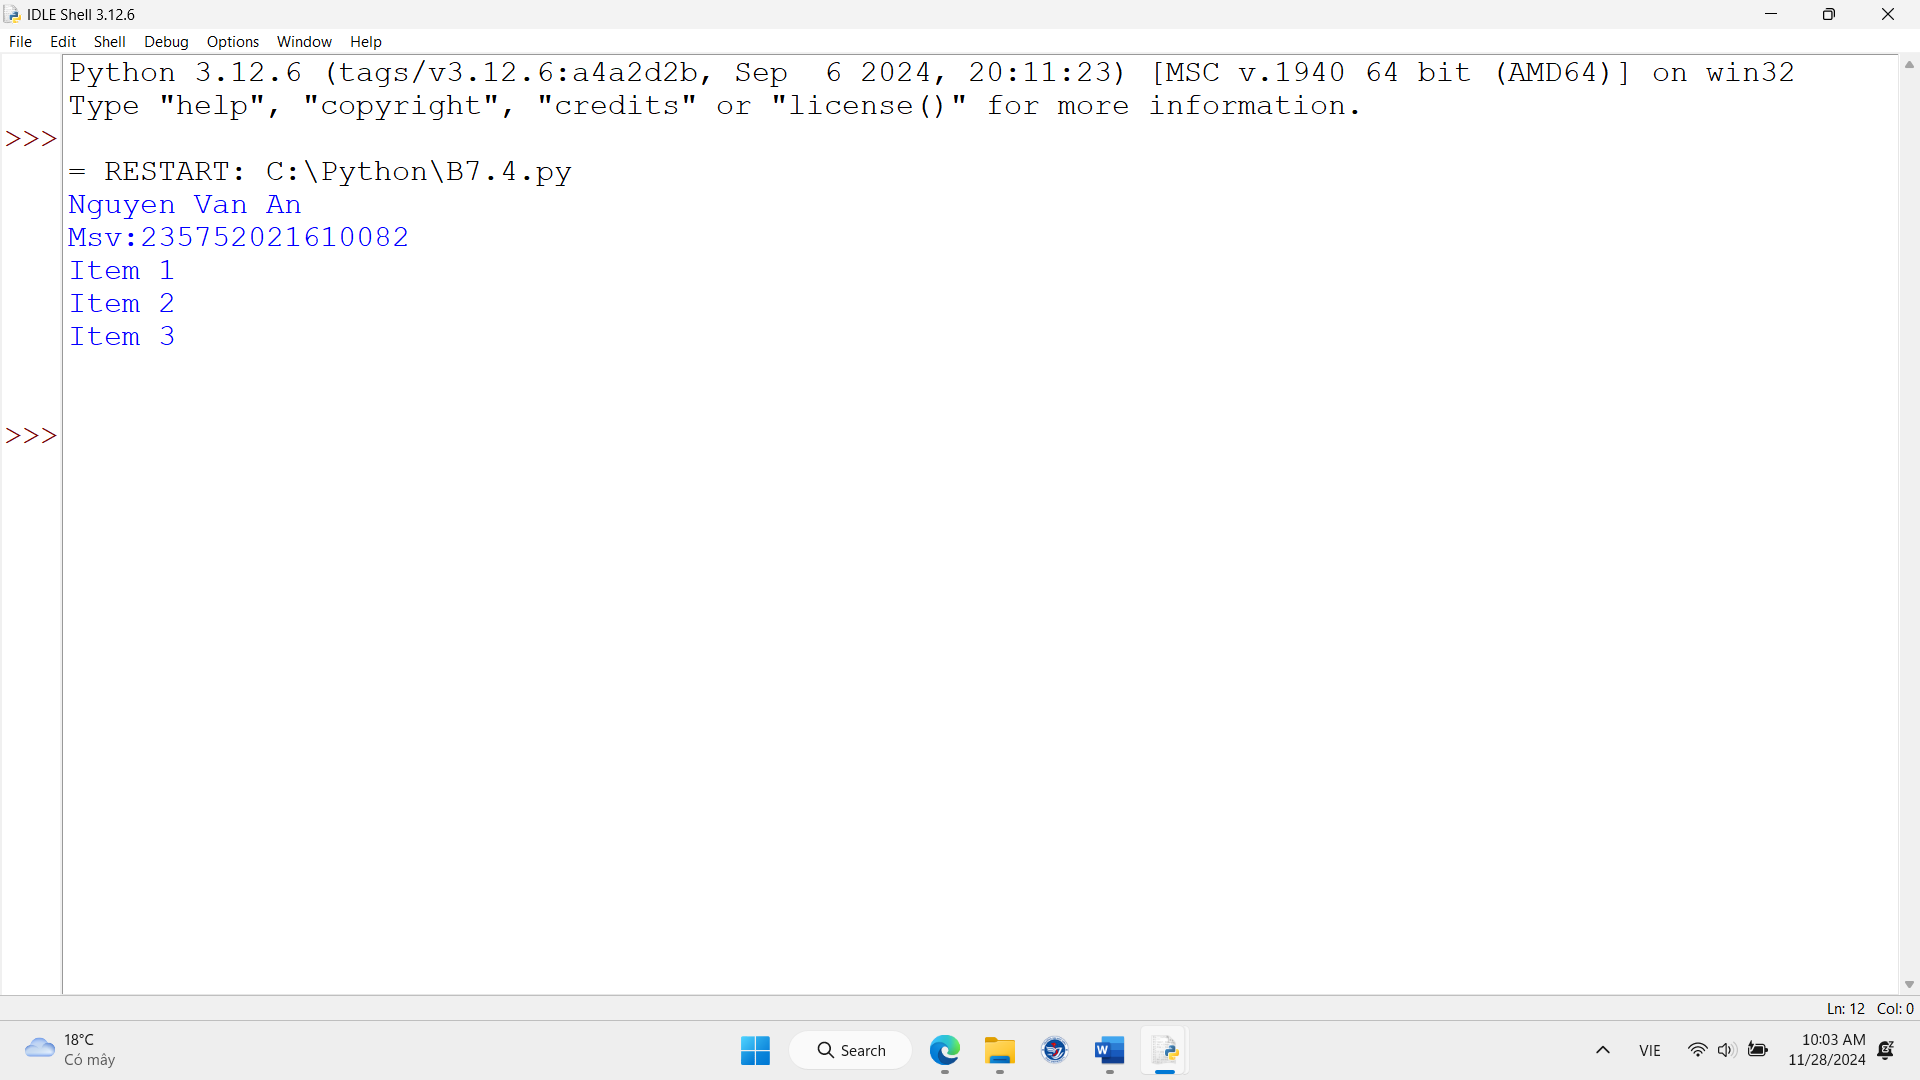 IDLE Shell 3.12.6
File Edit Shell Debug Options Window Help
Python 3.12.6 (tags/v3.12.6:a4a2d2b, Sep  6 2024, 20:11:23) [MSC v.1940 64 bit (AMD64)] on win32
Type "help", "copyright", "credits" or "license()" for more information.
>>>
= RESTART: C:\Python\B7.4.py
Nguyen Van An
Msv:235752021610082
Item 1
Item 2
Item 3
>>>
Ln: 12 Col: 0
18°C
Có mây
Search
W
VIE
10:03 AM
11/28/2024